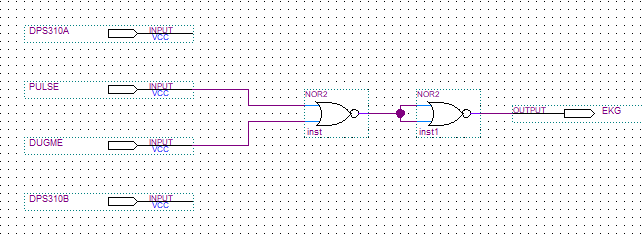 DPS310A INPUT
VCC
PULSE INPUT
VCC
NOR2 NOR2
OUTPUT EKG
inst inst1
DUGME INPUT
VCC
DPS310B INPUT
VCC